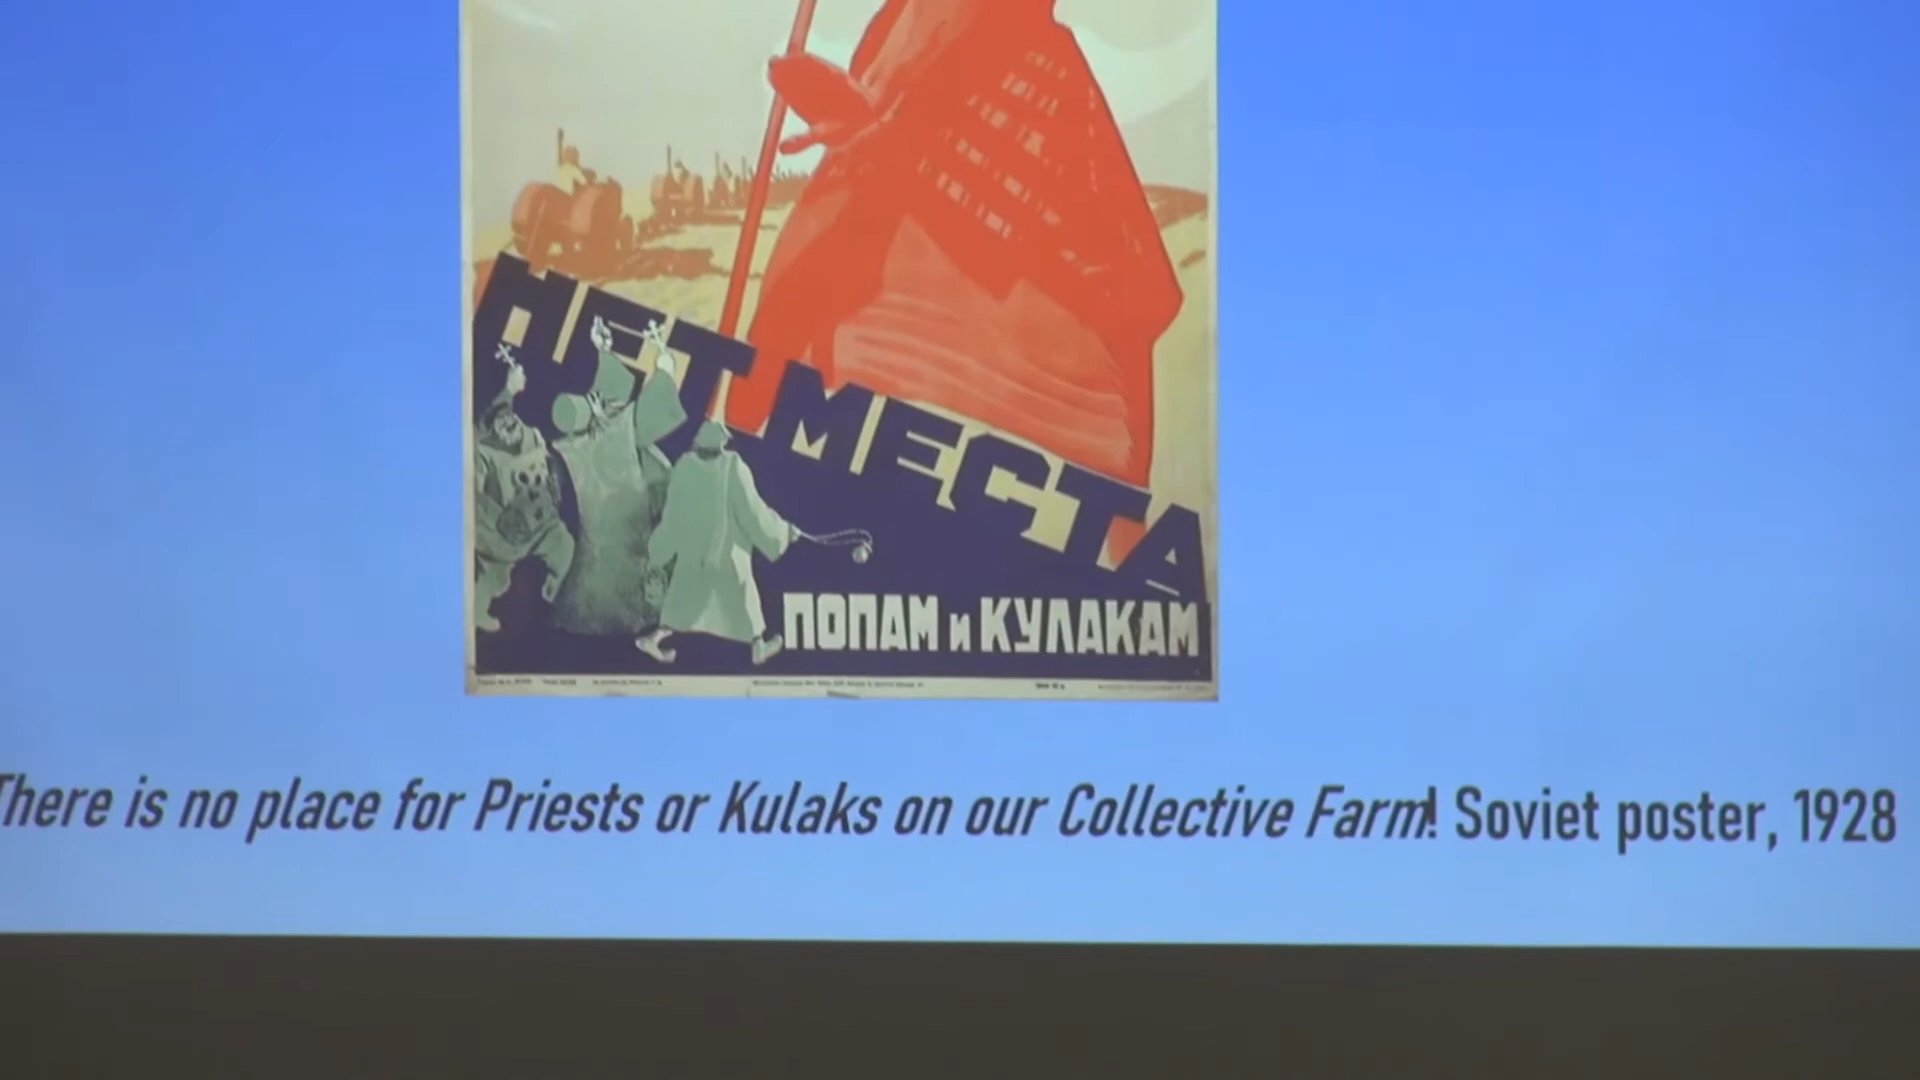 НЕТ МЕСТА
ПОПАМ и КУЛАКАМ
There is no place for Priests or Kulaks on our Collective Farm! Soviet poster, 1928